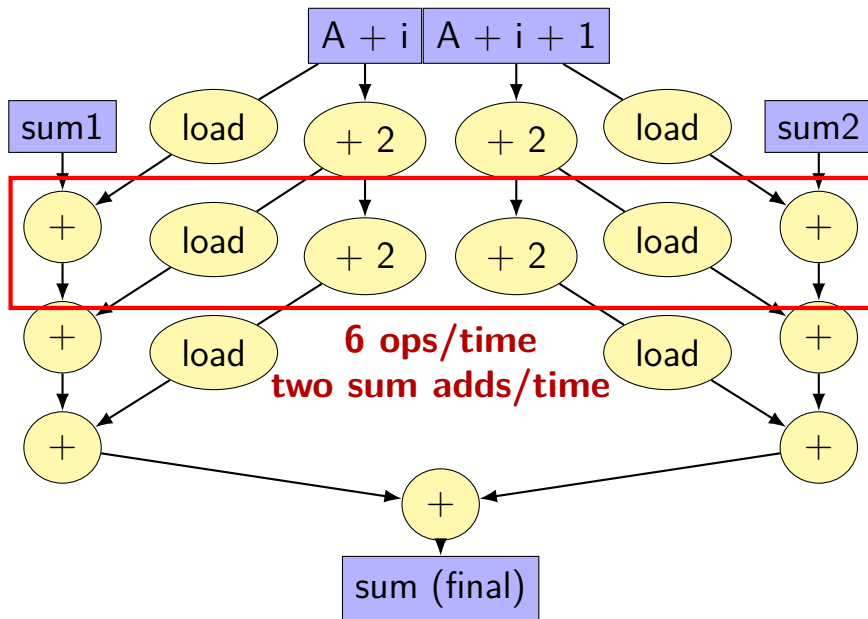 A + i A + i + 1
sum1 load + 2 + 2 load sum2
+ load + 2 + 2 load +
+ load 6 ops/time load +
two sum adds/time
+ +
+
sum (final)